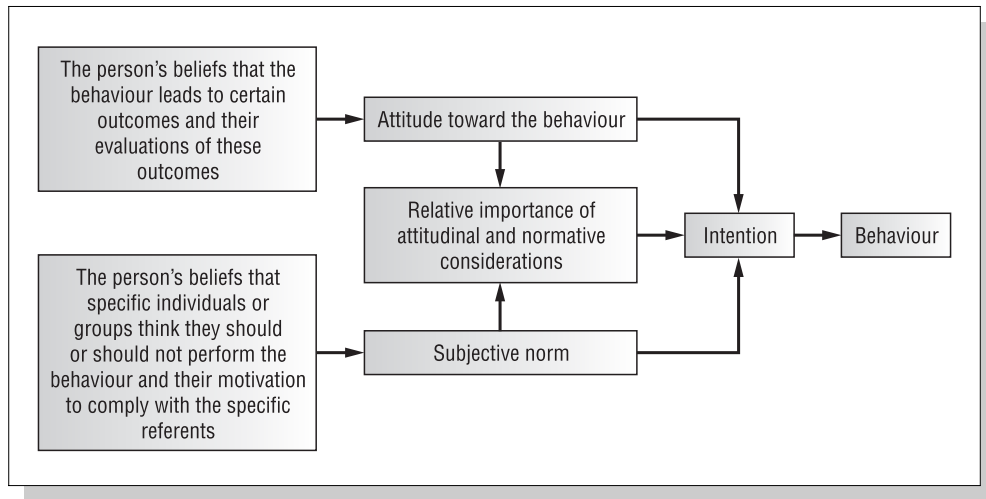 The person's beliefs that the
behaviour leads to certain
outcomes and their
evaluations of these
outcomes
Attitude toward the behaviour
Relative importance of
attitudinal and normative
considerations
Intention
Behaviour
The person's beliefs that
specific individuals or
groups think they should
or should not perform the
behaviour and their motivation
to comply with the specific
referents
Subjective norm